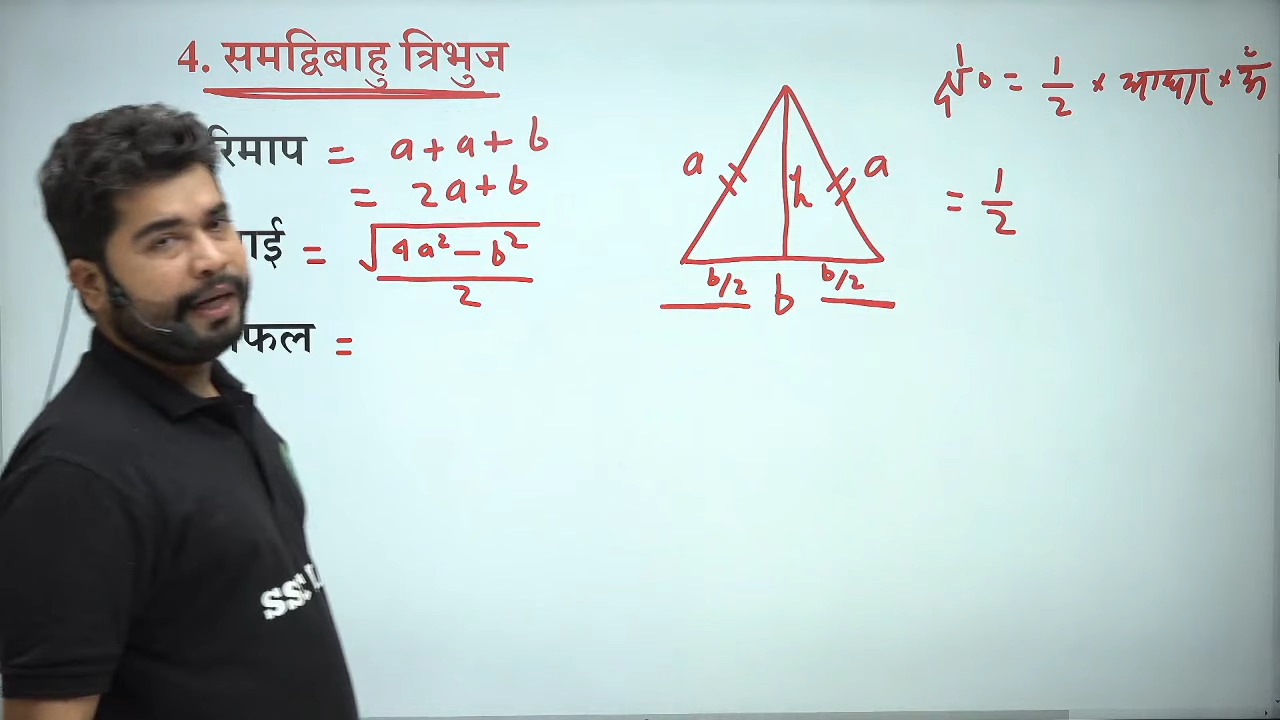 4. समद्विबाहु त्रिभुज
रिमाप = a + a + b
= 2a + b
ाई = √(4a² – b²) / 2
फल =
a
a
h
b/2
b/2
b
क्षे० = 1/2 × आधार × ऊँ
= 1/2
SSC